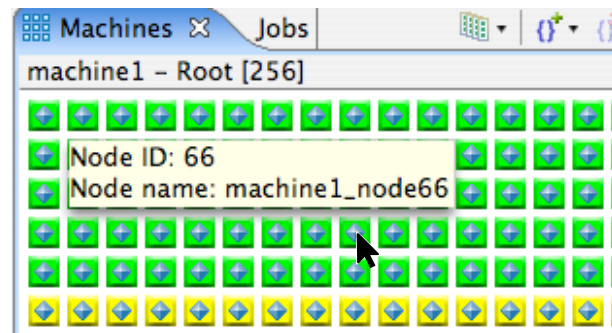 Machines Jobs
machine1 – Root [256]
Node ID: 66
Node name: machine1_node66